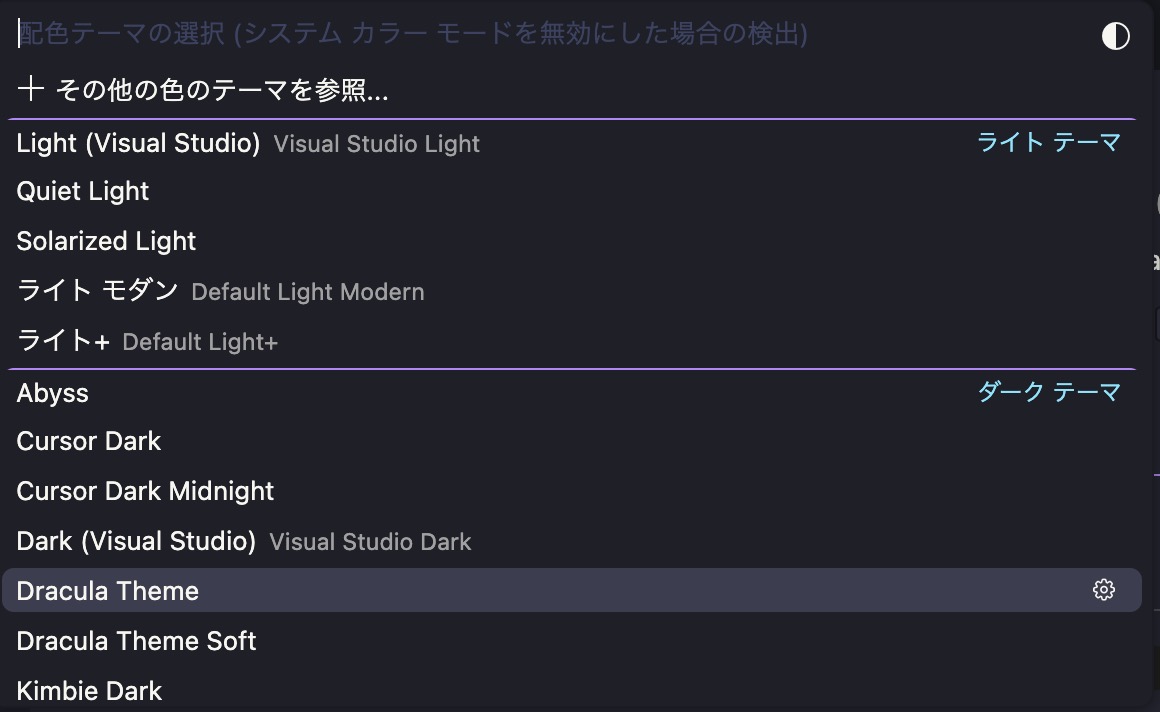 配色テーマの選択 (システム カラー モードを無効にした場合の検出)
その他の色のテーマを参照...
Light (Visual Studio) Visual Studio Light ライト テーマ
Quiet Light
Solarized Light
ライト モダン Default Light Modern
ライト+ Default Light+
Abyss ダーク テーマ
Cursor Dark
Cursor Dark Midnight
Dark (Visual Studio) Visual Studio Dark
Dracula Theme
Dracula Theme Soft
Kimbie Dark